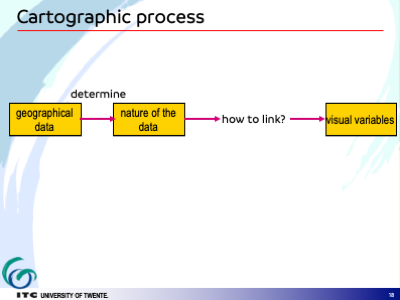 Cartographic process
determine
geographical
data
nature of the
data
how to link?
visual variables
ITC UNIVERSITY OF TWENTE.
18